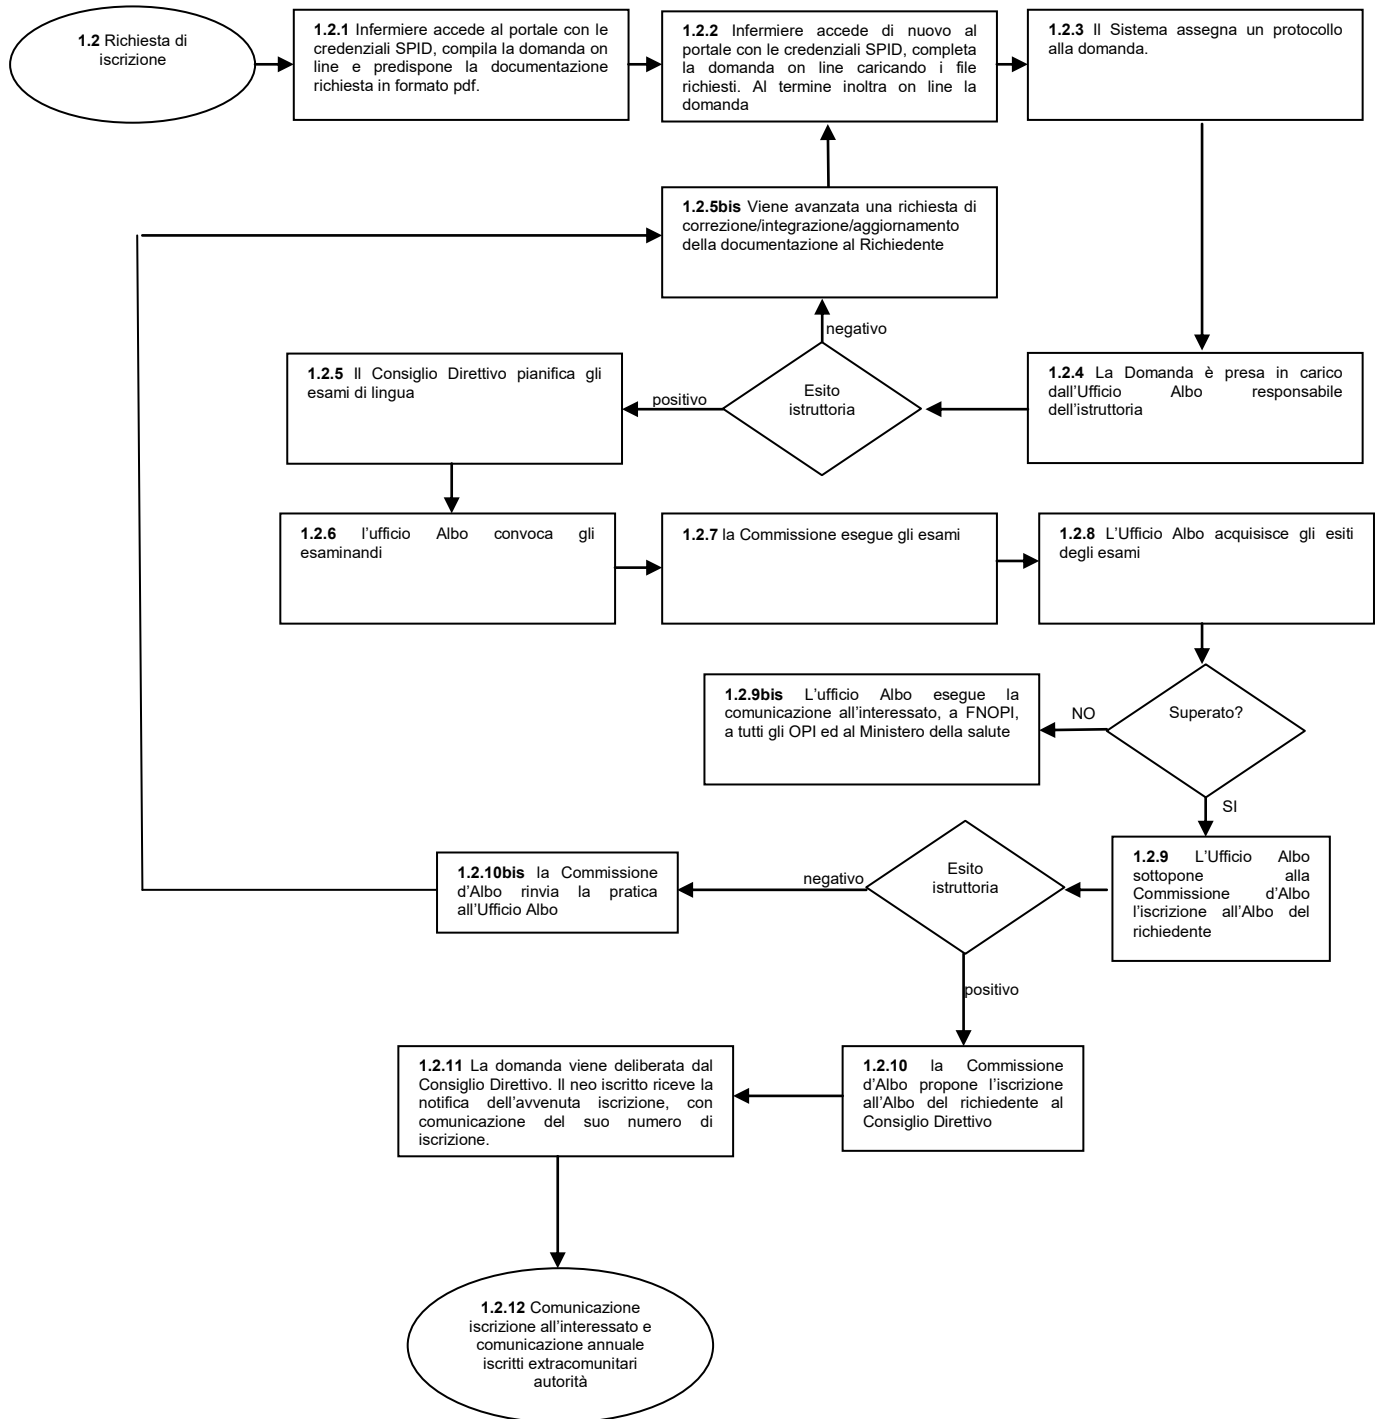 1.2 Richiesta di
iscrizione
1.2.1 Infermiere accede al portale con le
credenziali SPID, compila la domanda on
line e predispone la documentazione
richiesta in formato pdf.
1.2.2 Infermiere accede di nuovo al
portale con le credenziali SPID, completa
la domanda on line caricando i file
richiesti. Al termine inoltra on line la
domanda
1.2.3 Il Sistema assegna un protocollo
alla domanda.
1.2.5bis Viene avanzata una richiesta di
correzione/integrazione/aggiornamento
della documentazione al Richiedente
negativo
1.2.5 Il Consiglio Direttivo pianifica gli
esami di lingua
positivo
Esito
istruttoria
1.2.4 La Domanda è presa in carico
dall'Ufficio Albo responsabile
dell'istruttoria
1.2.6 l'ufficio Albo convoca gli
esaminandi
1.2.7 la Commissione esegue gli esami
1.2.8 L'Ufficio Albo acquisisce gli esiti
degli esami
1.2.9bis L'ufficio Albo esegue la
comunicazione all'interessato, a FNOPI,
a tutti gli OPI ed al Ministero della salute
NO
Superato?
SI
1.2.10bis la Commissione
d'Albo rinvia la pratica
all'Ufficio Albo
negativo
Esito
istruttoria
1.2.9 L'Ufficio Albo
sottopone alla
Commissione d'Albo
l'iscrizione all'Albo del
richiedente
positivo
1.2.11 La domanda viene deliberata dal
Consiglio Direttivo. Il neo iscritto riceve la
notifica dell'avvenuta iscrizione, con
comunicazione del suo numero di
iscrizione.
1.2.10 la Commissione
d'Albo propone l'iscrizione
all'Albo del richiedente al
Consiglio Direttivo
1.2.12 Comunicazione
iscrizione all'interessato e
comunicazione annuale
iscritti extracomunitari
autorità